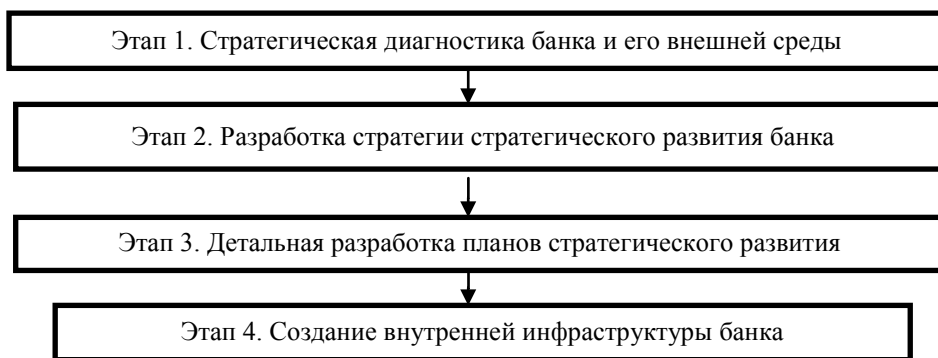 Этап 1. Стратегическая диагностика банка и его внешней среды
Этап 2. Разработка стратегии стратегического развития банка
Этап 3. Детальная разработка планов стратегического развития
Этап 4. Создание внутренней инфраструктуры банка